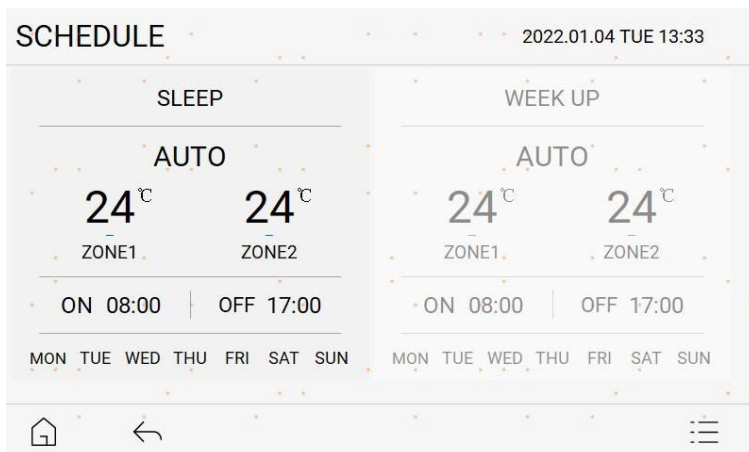 SCHEDULE
2022.01.04 TUE 13:33
SLEEP
AUTO
24℃ 24℃
ZONE1 ZONE2
ON 08:00 OFF 17:00
MON TUE WED THU FRI SAT SUN
WEEK UP
AUTO
24℃ 24℃
ZONE1 ZONE2
ON 08:00 OFF 17:00
MON TUE WED THU FRI SAT SUN